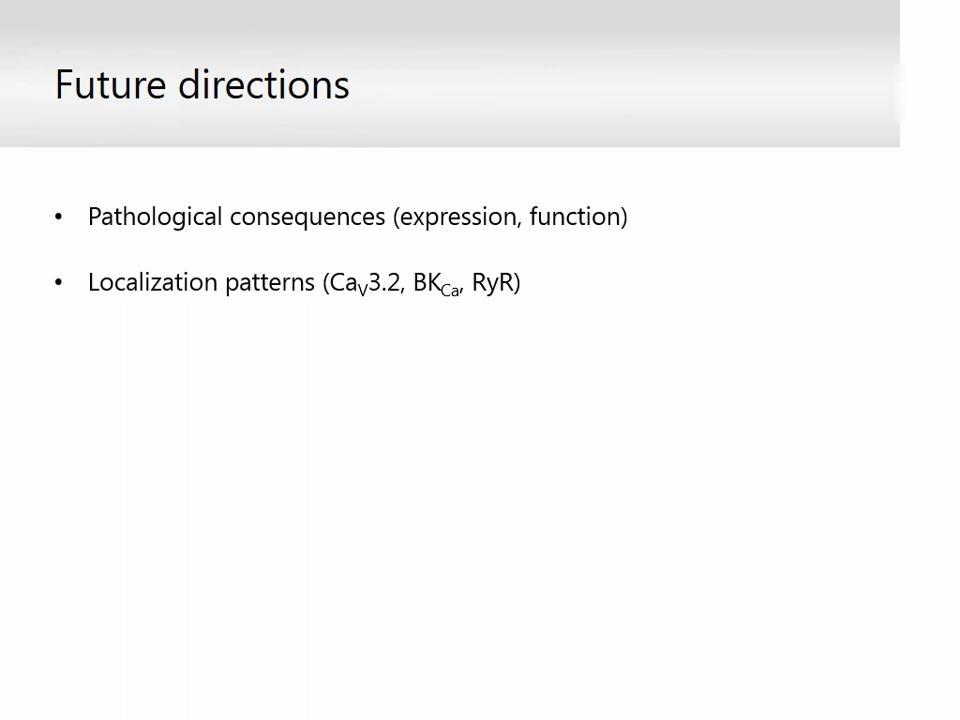 Future directions
• Pathological consequences (expression, function)
• Localization patterns (CaV3.2, BKCa, RyR)